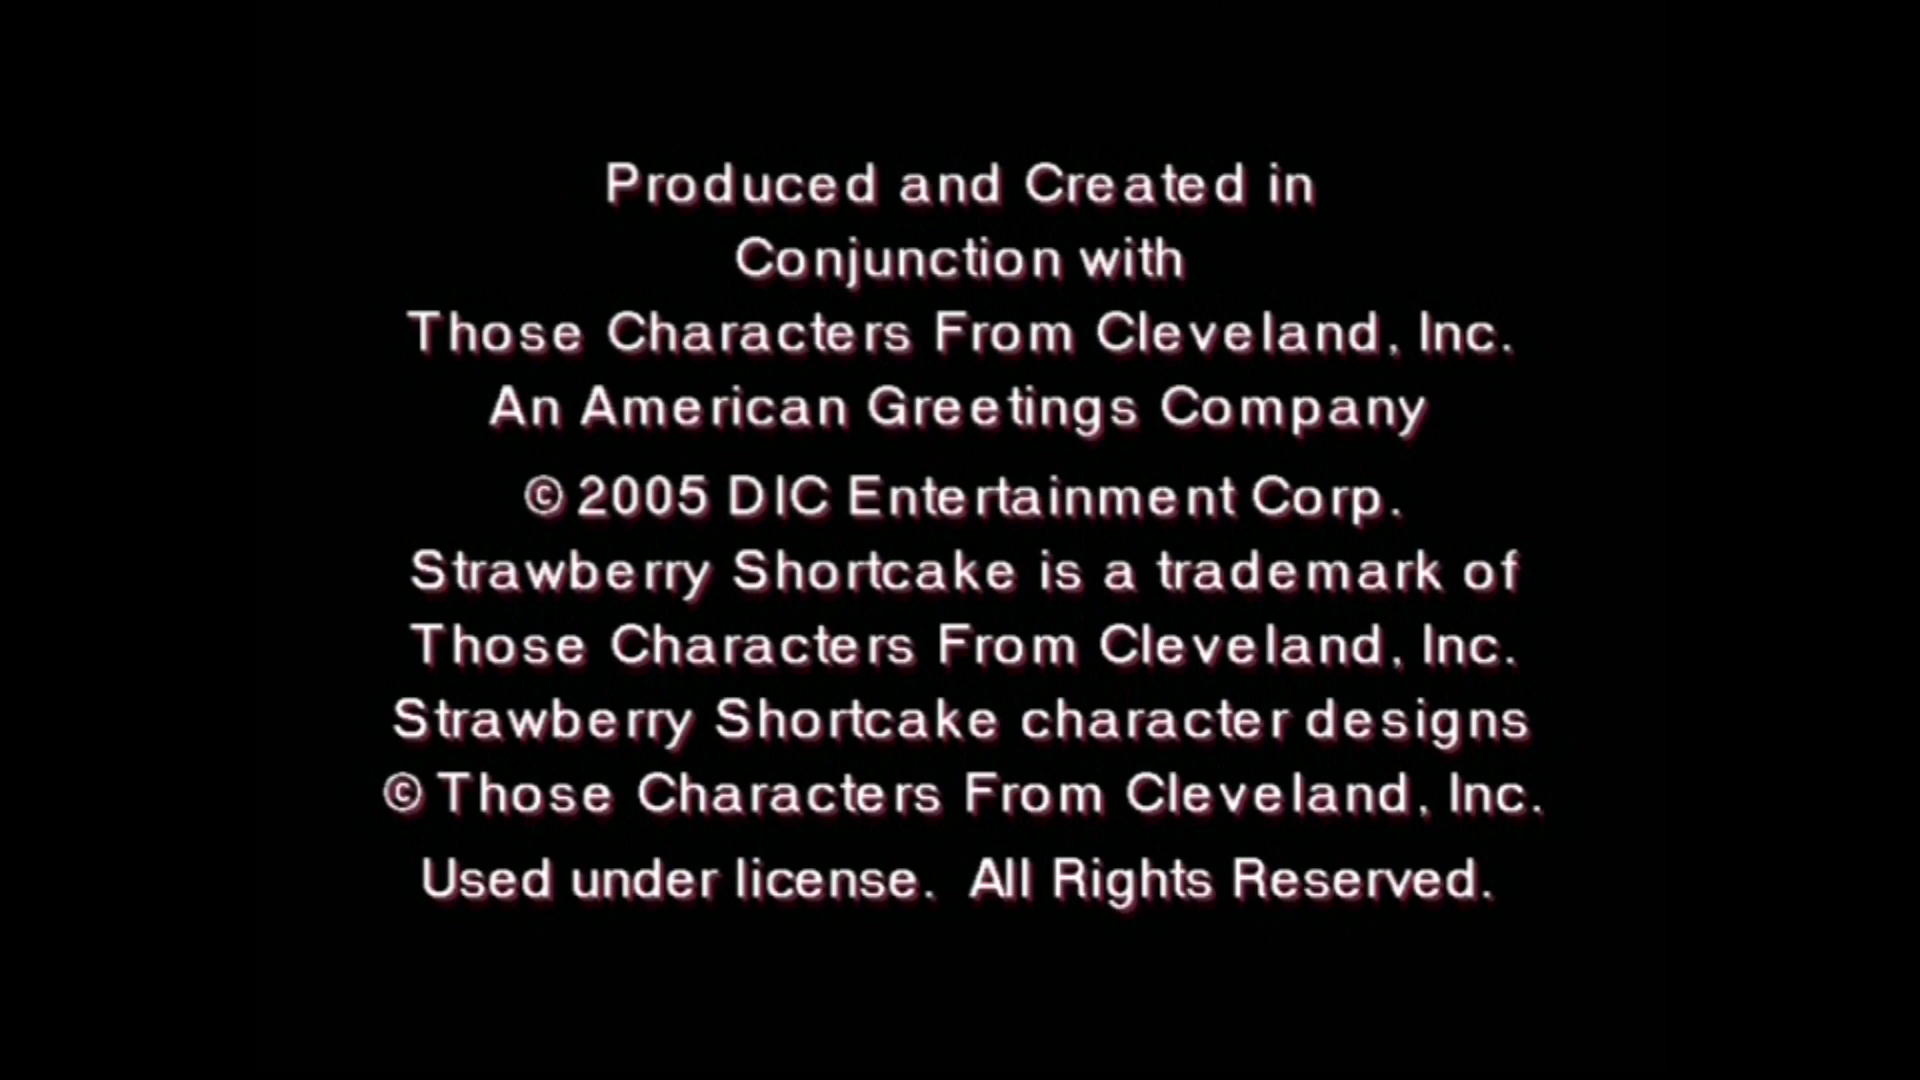 Produced and Created in
Conjunction with
Those Characters From Cleveland, Inc.
An American Greetings Company
© 2005 DIC Entertainment Corp.
Strawberry Shortcake is a trademark of
Those Characters From Cleveland, Inc.
Strawberry Shortcake character designs
© Those Characters From Cleveland, Inc.
Used under license.  All Rights Reserved.